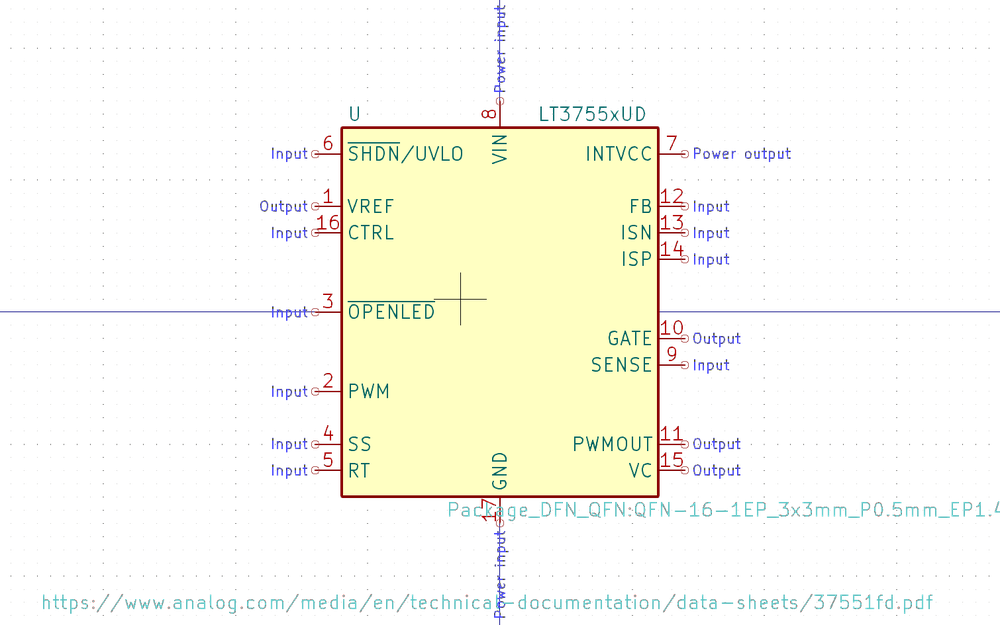 Power input
8
U LT3755xUD
VIN
Input 6 SHDN/UVLO INTVCC 7 Power output
Output 1 VREF FB 12 Input
Input 16 CTRL ISN 13 Input
ISP 14 Input
Input 3 OPENLED
GATE 10 Output
SENSE 9 Input
Input 2 PWM
Input 4 SS PWMOUT 11 Output
Input 5 RT VC 15 Output
GND
17
Package_DFN_QFN:QFN-16-1EP_3x3mm_P0.5mm_EP1.4
Power input
https://www.analog.com/media/en/technical-documentation/data-sheets/37551fd.pdf